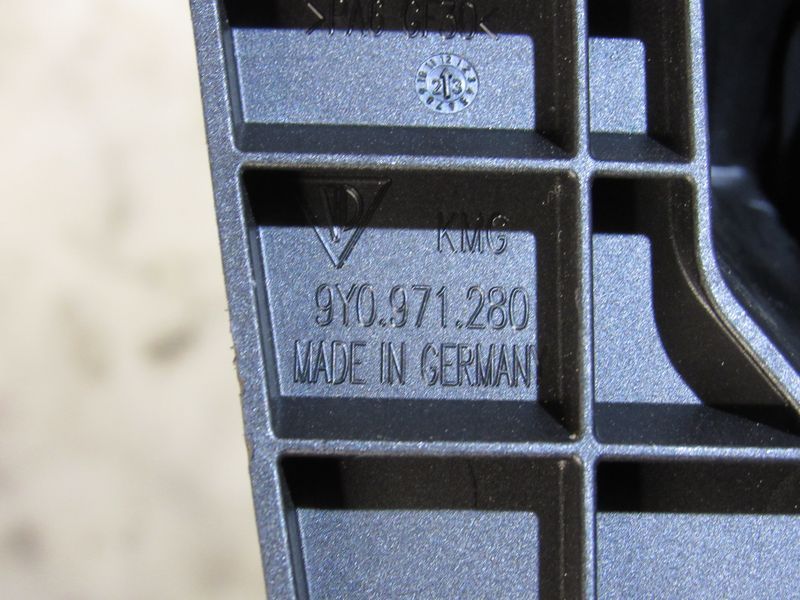 >PA6 GF30<
KMG
9Y0.971.280
MADE IN GERMANY